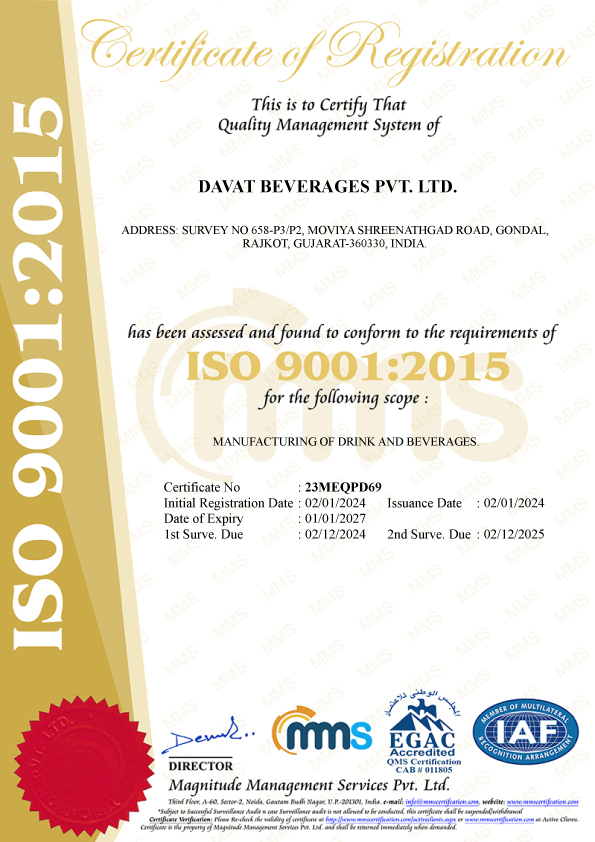 Certificate of Registration
This is to Certify That
Quality Management System of
DAVAT BEVERAGES PVT. LTD.
ADDRESS: SURVEY NO 658-P3/P2, MOVIYA SHREENATHGAD ROAD, GONDAL,
RAJKOT, GUJARAT-360330, INDIA.
has been assessed and found to conform to the requirements of
ISO 9001:2015
for the following scope :
MANUFACTURING OF DRINK AND BEVERAGES.
Certificate No : 23MEQPD69
Initial Registration Date : 02/01/2024 Issuance Date : 02/01/2024
Date of Expiry : 01/01/2027
1st Surve. Due : 02/12/2024 2nd Surve. Due : 02/12/2025
ISO 9001:2015
mms
المجلس الوطني للاعتماد
EGAC
Accredited
QMS Certification
CAB # 011805
MEMBER OF MULTILATERAL
IAF
RECOGNITION ARRANGEMENT
DIRECTOR
Magnitude Management Services Pvt. Ltd.
Third Floor, A-60, Sector-2, Noida, Gautam Budh Nagar, U.P.-201301, India. e-mail: info@mmscertification.com, website: www.mmscertification.com
*Subject to Successful Surveillance Audit n case Surveillance audit is not allowed to be conducted, this certificate shall be suspended/withdrawal
Certificate Verification: Please Re-check the validity of certificate at http://www.mmscertification.com/activeclients.aspx or www.mmscertification.com at Active Clients.
Certificate is the property of Magnitude Management Services Pvt. Ltd. and shall be returned immediately when demanded.